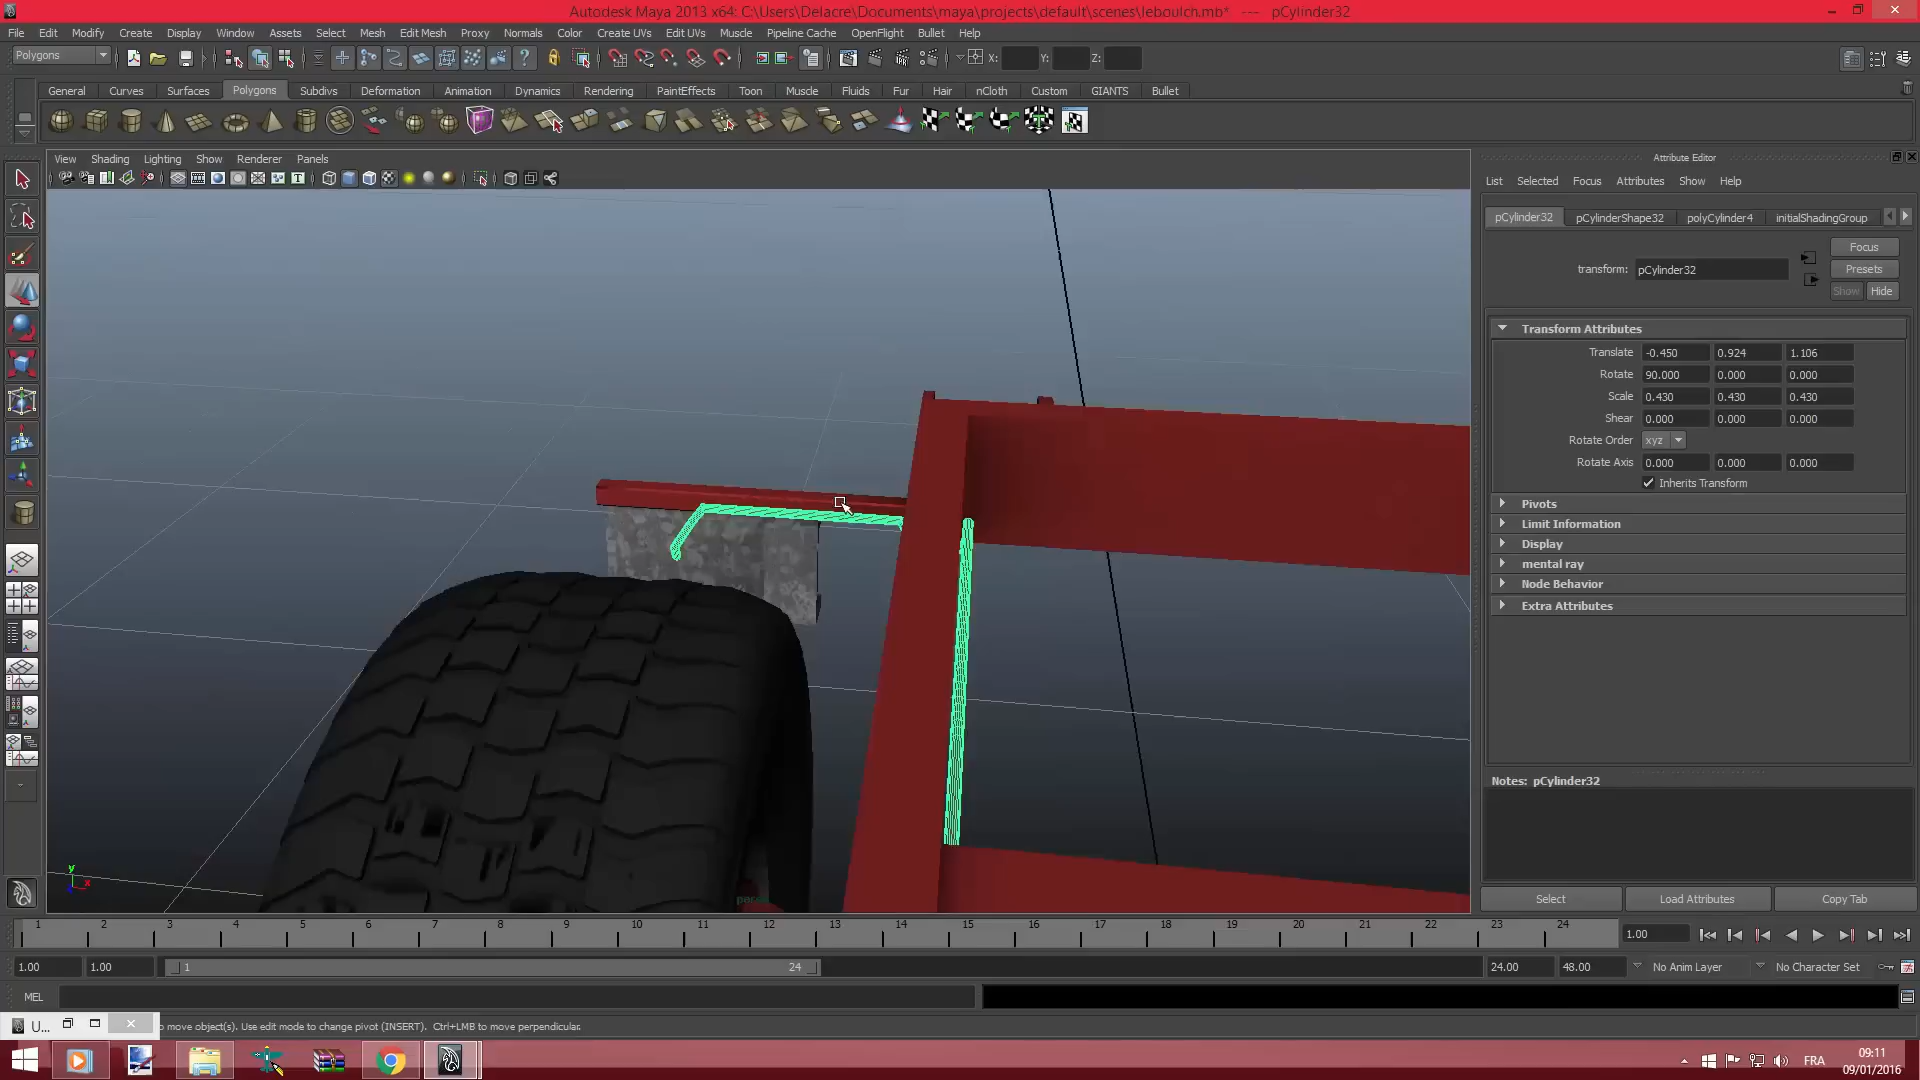 Autodesk Maya 2013 x64: C:\Users\Delacre\Documents\maya\projects\default\scenes\leboulch.mb* --- pCylinder32
File Edit Modify Create Display Window Assets Select Mesh Edit Mesh Proxy Normals Color Create UVs Edit UVs Muscle Pipeline Cache OpenFlight Bullet Help
Polygons X: Y: Z:
General Curves Surfaces Polygons Subdivs Deformation Animation Dynamics Rendering PaintEffects Toon Muscle Fluids Fur Hair nCloth Custom GIANTS Bullet
View Shading Lighting Show Renderer Panels
Attribute Editor
List Selected Focus Attributes Show Help
pCylinder32 pCylinderShape32 polyCylinder4 initialShadingGroup
Focus
transform: pCylinder32
Presets
Show Hide
Transform Attributes
Translate -0.450 0.924 1.106
Rotate 90.000 0.000 0.000
Scale 0.430 0.430 0.430
Shear 0.000 0.000 0.000
Rotate Order xyz
Rotate Axis 0.000 0.000 0.000
Inherits Transform
Pivots
Limit Information
Display
mental ray
Node Behavior
Extra Attributes
Notes: pCylinder32
y
x
Select Load Attributes Copy Tab
1 2 3 4 5 6 7 8 9 10 11 12 13 14 15 16 17 18 19 20 21 22 23 24 1.00
1.00 1.00 1 24 24.00 48.00 No Anim Layer No Character Set
MEL
U... to move object(s). Use edit mode to change pivot (INSERT). Ctrl+LMB to move perpendicular.
FRA
09:11
09/01/2016